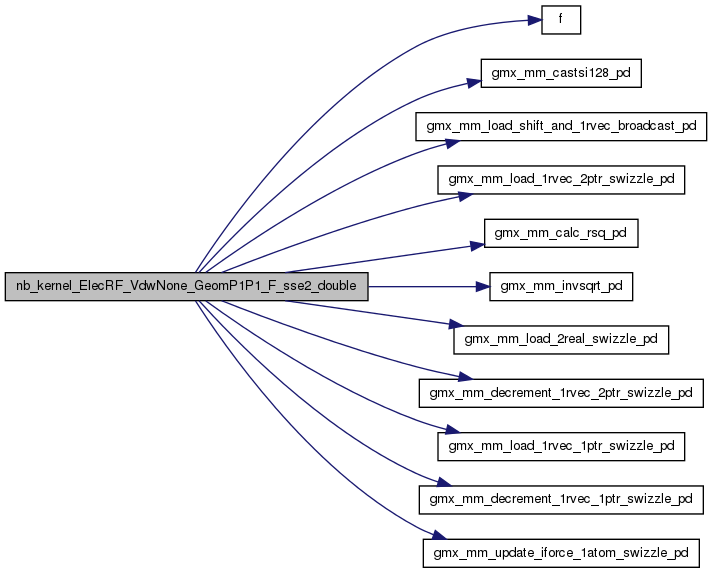 f
gmx_mm_castsi128_pd
gmx_mm_load_shift_and_1rvec_broadcast_pd
gmx_mm_load_1rvec_2ptr_swizzle_pd
gmx_mm_calc_rsq_pd
nb_kernel_ElecRF_VdwNone_GeomP1P1_F_sse2_double
gmx_mm_invsqrt_pd
gmx_mm_load_2real_swizzle_pd
gmx_mm_decrement_1rvec_2ptr_swizzle_pd
gmx_mm_load_1rvec_1ptr_swizzle_pd
gmx_mm_decrement_1rvec_1ptr_swizzle_pd
gmx_mm_update_iforce_1atom_swizzle_pd